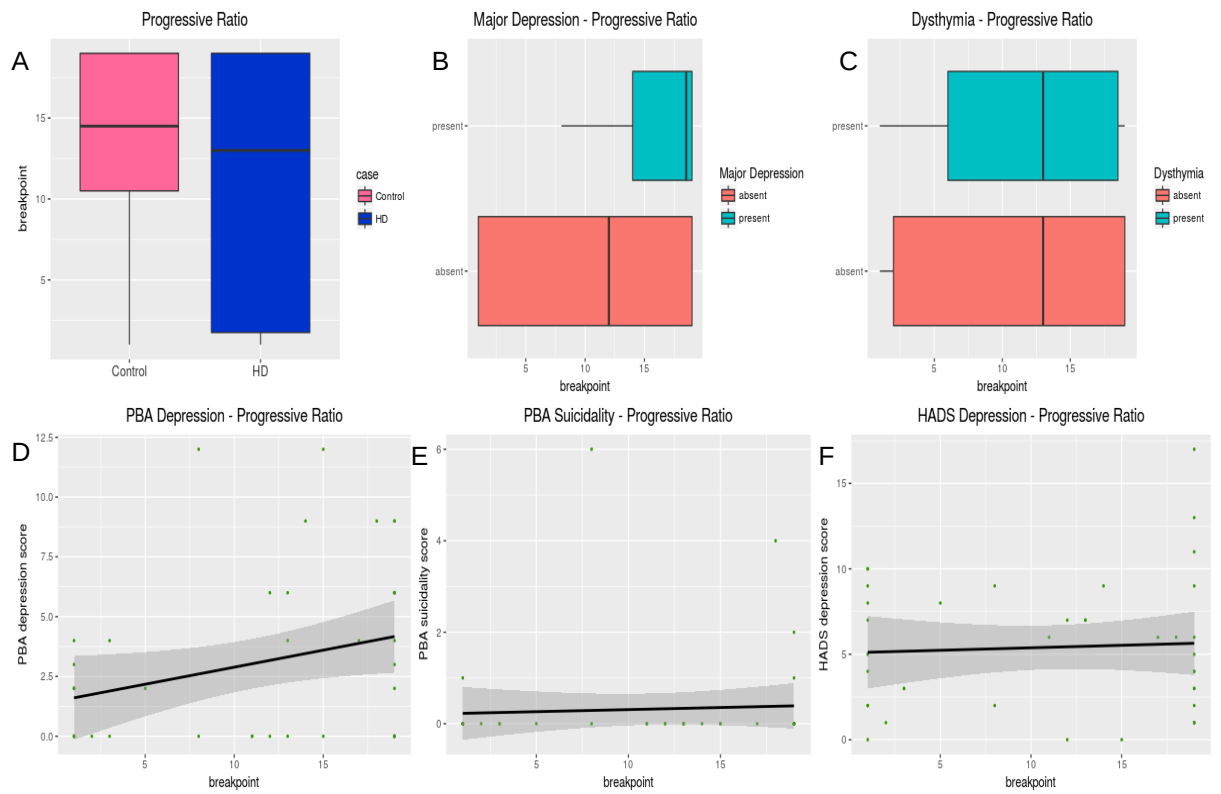 Progressive Ratio
A
breakpoint
15
10
5
Control
HD
case
Control
HD
Major Depression - Progressive Ratio
B
present
absent
5
10
15
breakpoint
Major Depression
absent
present
Dysthymia - Progressive Ratio
C
present
absent
5
10
15
breakpoint
Dysthymia
absent
present
PBA Depression - Progressive Ratio
D
PBA depression score
12.5
10.0
7.5
5.0
2.5
0.0
5
10
15
breakpoint
PBA Suicidality - Progressive Ratio
E
PBA suicidality score
6
4
2
0
5
10
15
breakpoint
HADS Depression - Progressive Ratio
F
HADS depression score
15
10
5
0
5
10
15
breakpoint